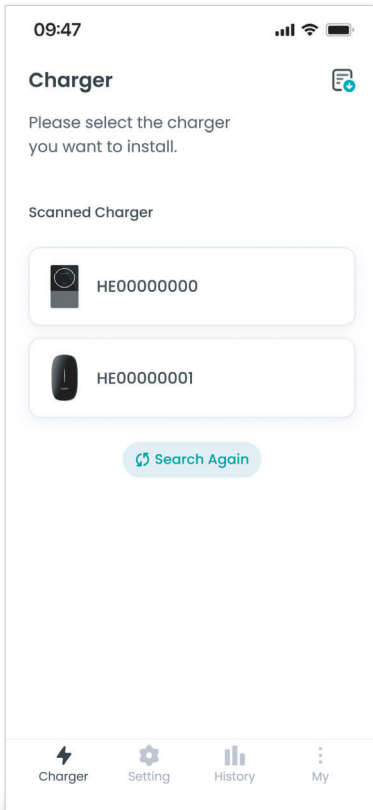 09:47
Charger
Please select the charger
you want to install.
Scanned Charger
HE00000000
HE00000001
Search Again
Charger
Setting
History
My